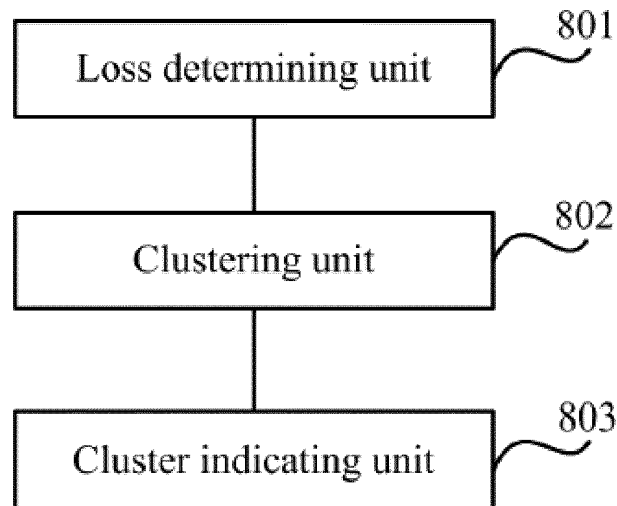 801
Loss determining unit
802
Clustering unit
803
Cluster indicating unit